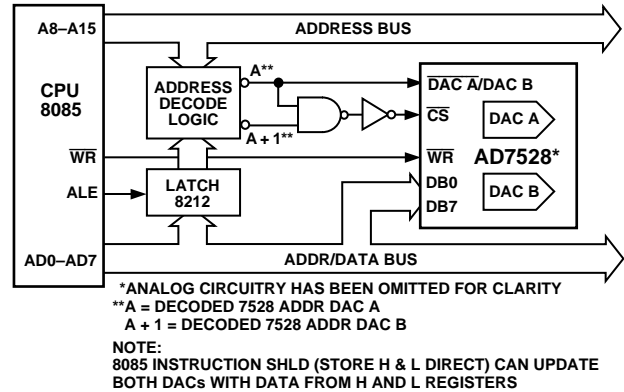 A8–A15
ADDRESS BUS
CPU
8085
ADDRESS
DECODE
LOGIC
A**
A + 1**
DAC A/DAC B
CS
DAC A
WR
WR
AD7528*
ALE
LATCH
8212
DB0
DB7
DAC B
AD0–AD7
ADDR/DATA BUS
*ANALOG CIRCUITRY HAS BEEN OMITTED FOR CLARITY
**A = DECODED 7528 ADDR DAC A
A + 1 = DECODED 7528 ADDR DAC B
NOTE:
8085 INSTRUCTION SHLD (STORE H & L DIRECT) CAN UPDATE
BOTH DACs WITH DATA FROM H AND L REGISTERS